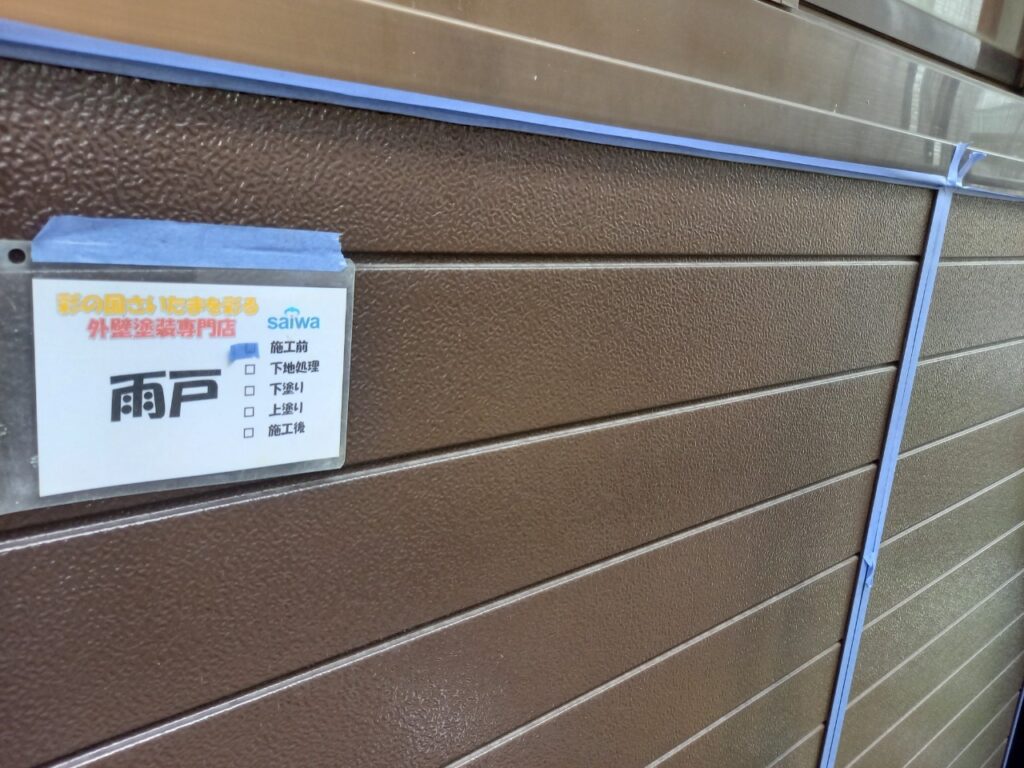 彩の国さいたまを彩る
外壁塗装専門店
saiwa
雨戸
□ 施工前
□ 下地処理
□ 下塗り
□ 上塗り
□ 施工後